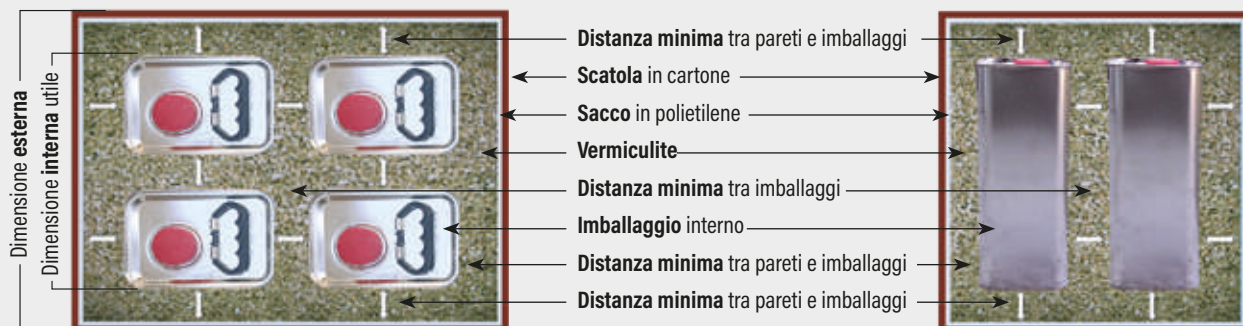 Dimensione esterna
Dimensione interna utile
Distanza minima tra pareti e imballaggi
Scatola in cartone
Sacco in polietilene
Vermiculite
Distanza minima tra imballaggi
Imballaggio interno
Distanza minima tra pareti e imballaggi
Distanza minima tra pareti e imballaggi